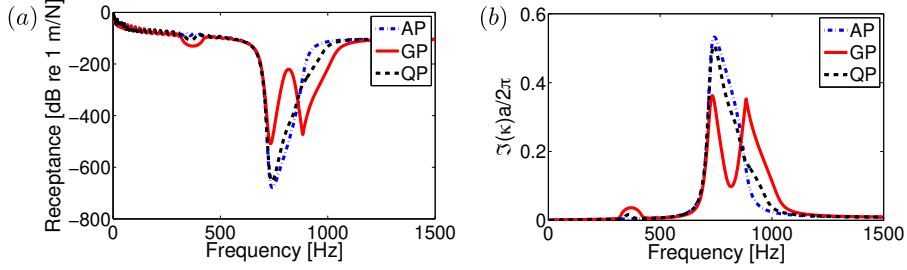 (a)
Receptance [dB re 1 m/N]
0
−200
−400
−600
−800
0
500
1000
1500
Frequency [Hz]
AP
GP
QP
(b)
ℑ(κ)a/2π
0.6
0.4
0.2
0
0
500
1000
1500
Frequency [Hz]
AP
GP
QP